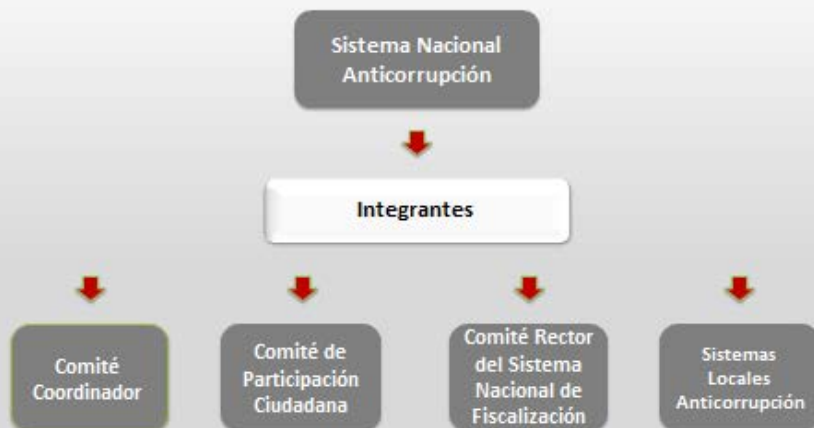 Sistema Nacional
Anticorrupción
Integrantes
Comité
Coordinador
Comité de
Participación
Ciudadana
Comité Rector
del Sistema
Nacional de
Fiscalización
Sistemas
Locales
Anticorrupción